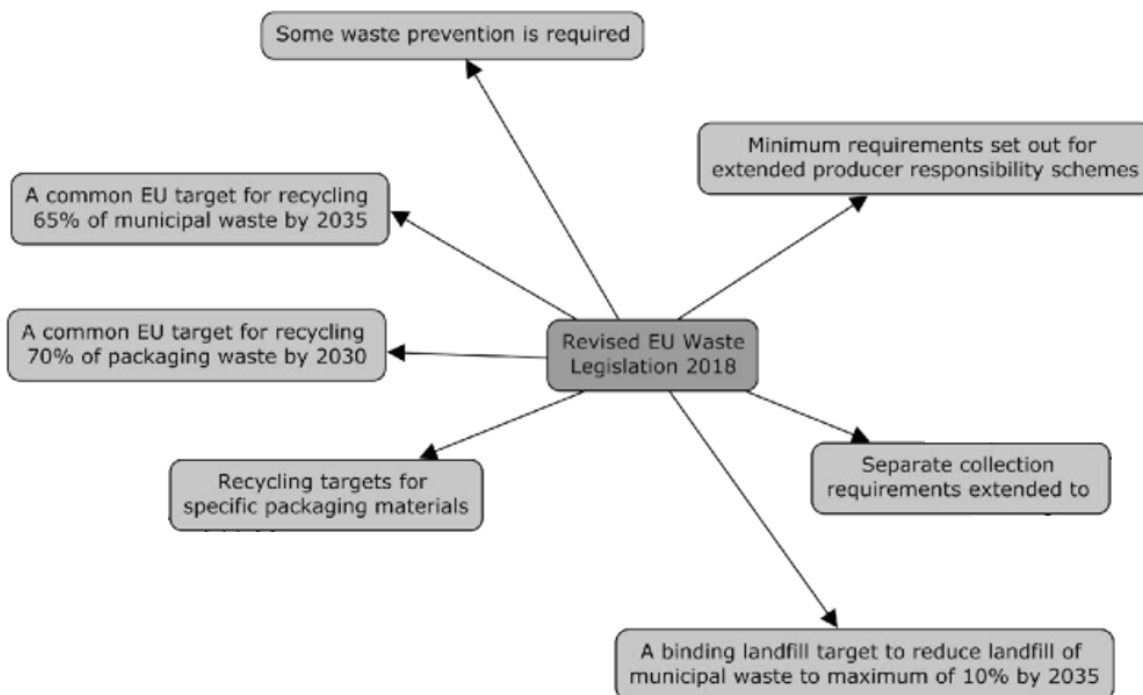 Some waste prevention is required
Minimum requirements set out for
extended producer responsibility schemes
A common EU target for recycling
65% of municipal waste by 2035
A common EU target for recycling
70% of packaging waste by 2030
Revised EU Waste
Legislation 2018
Recycling targets for
specific packaging materials
Separate collection
requirements extended to
A binding landfill target to reduce landfill of
municipal waste to maximum of 10% by 2035